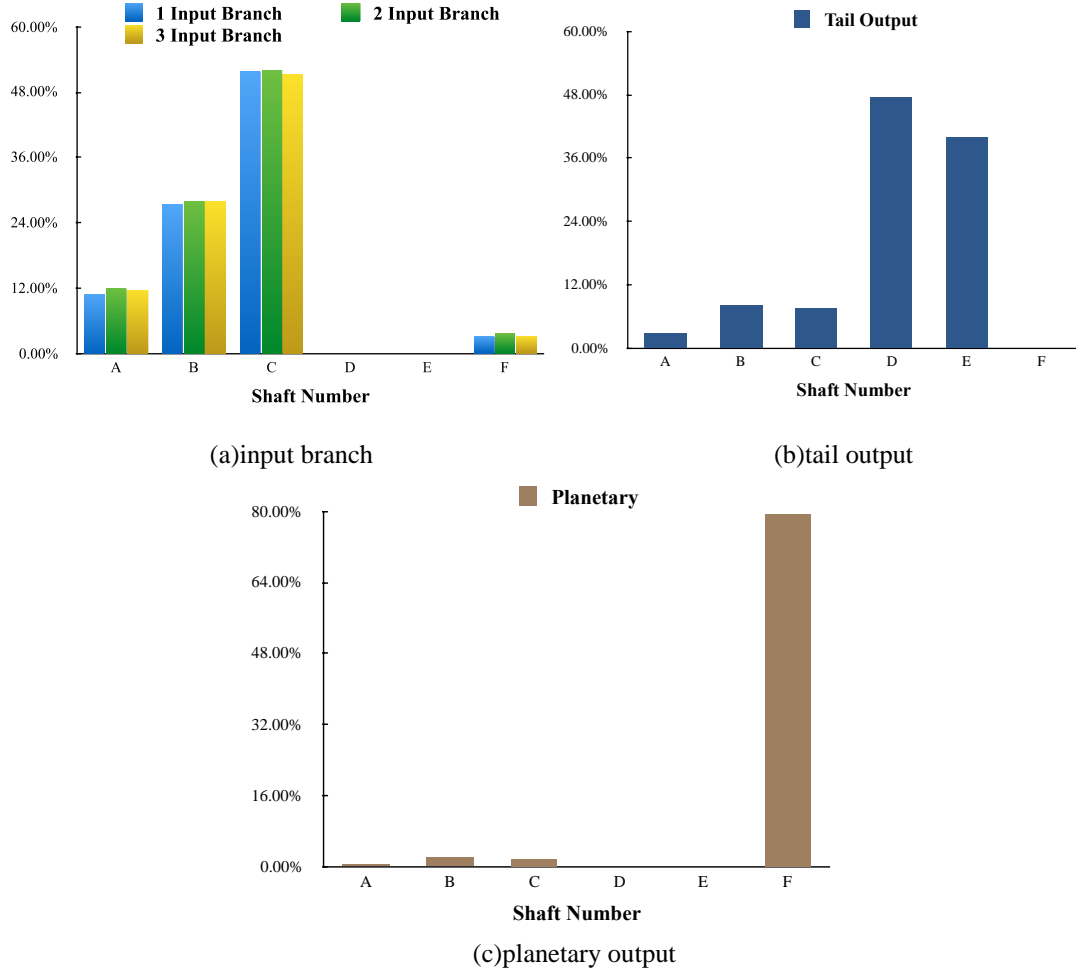 1 Input Branch
2 Input Branch
3 Input Branch
60.00%
48.00%
36.00%
24.00%
12.00%
0.00%
A B C D E F
Shaft Number
(a)input branch
Tail Output
60.00%
48.00%
36.00%
24.00%
12.00%
0.00%
A B C D E F
Shaft Number
(b)tail output
Planetary
80.00%
64.00%
48.00%
32.00%
16.00%
0.00%
A B C D E F
Shaft Number
(c)planetary output